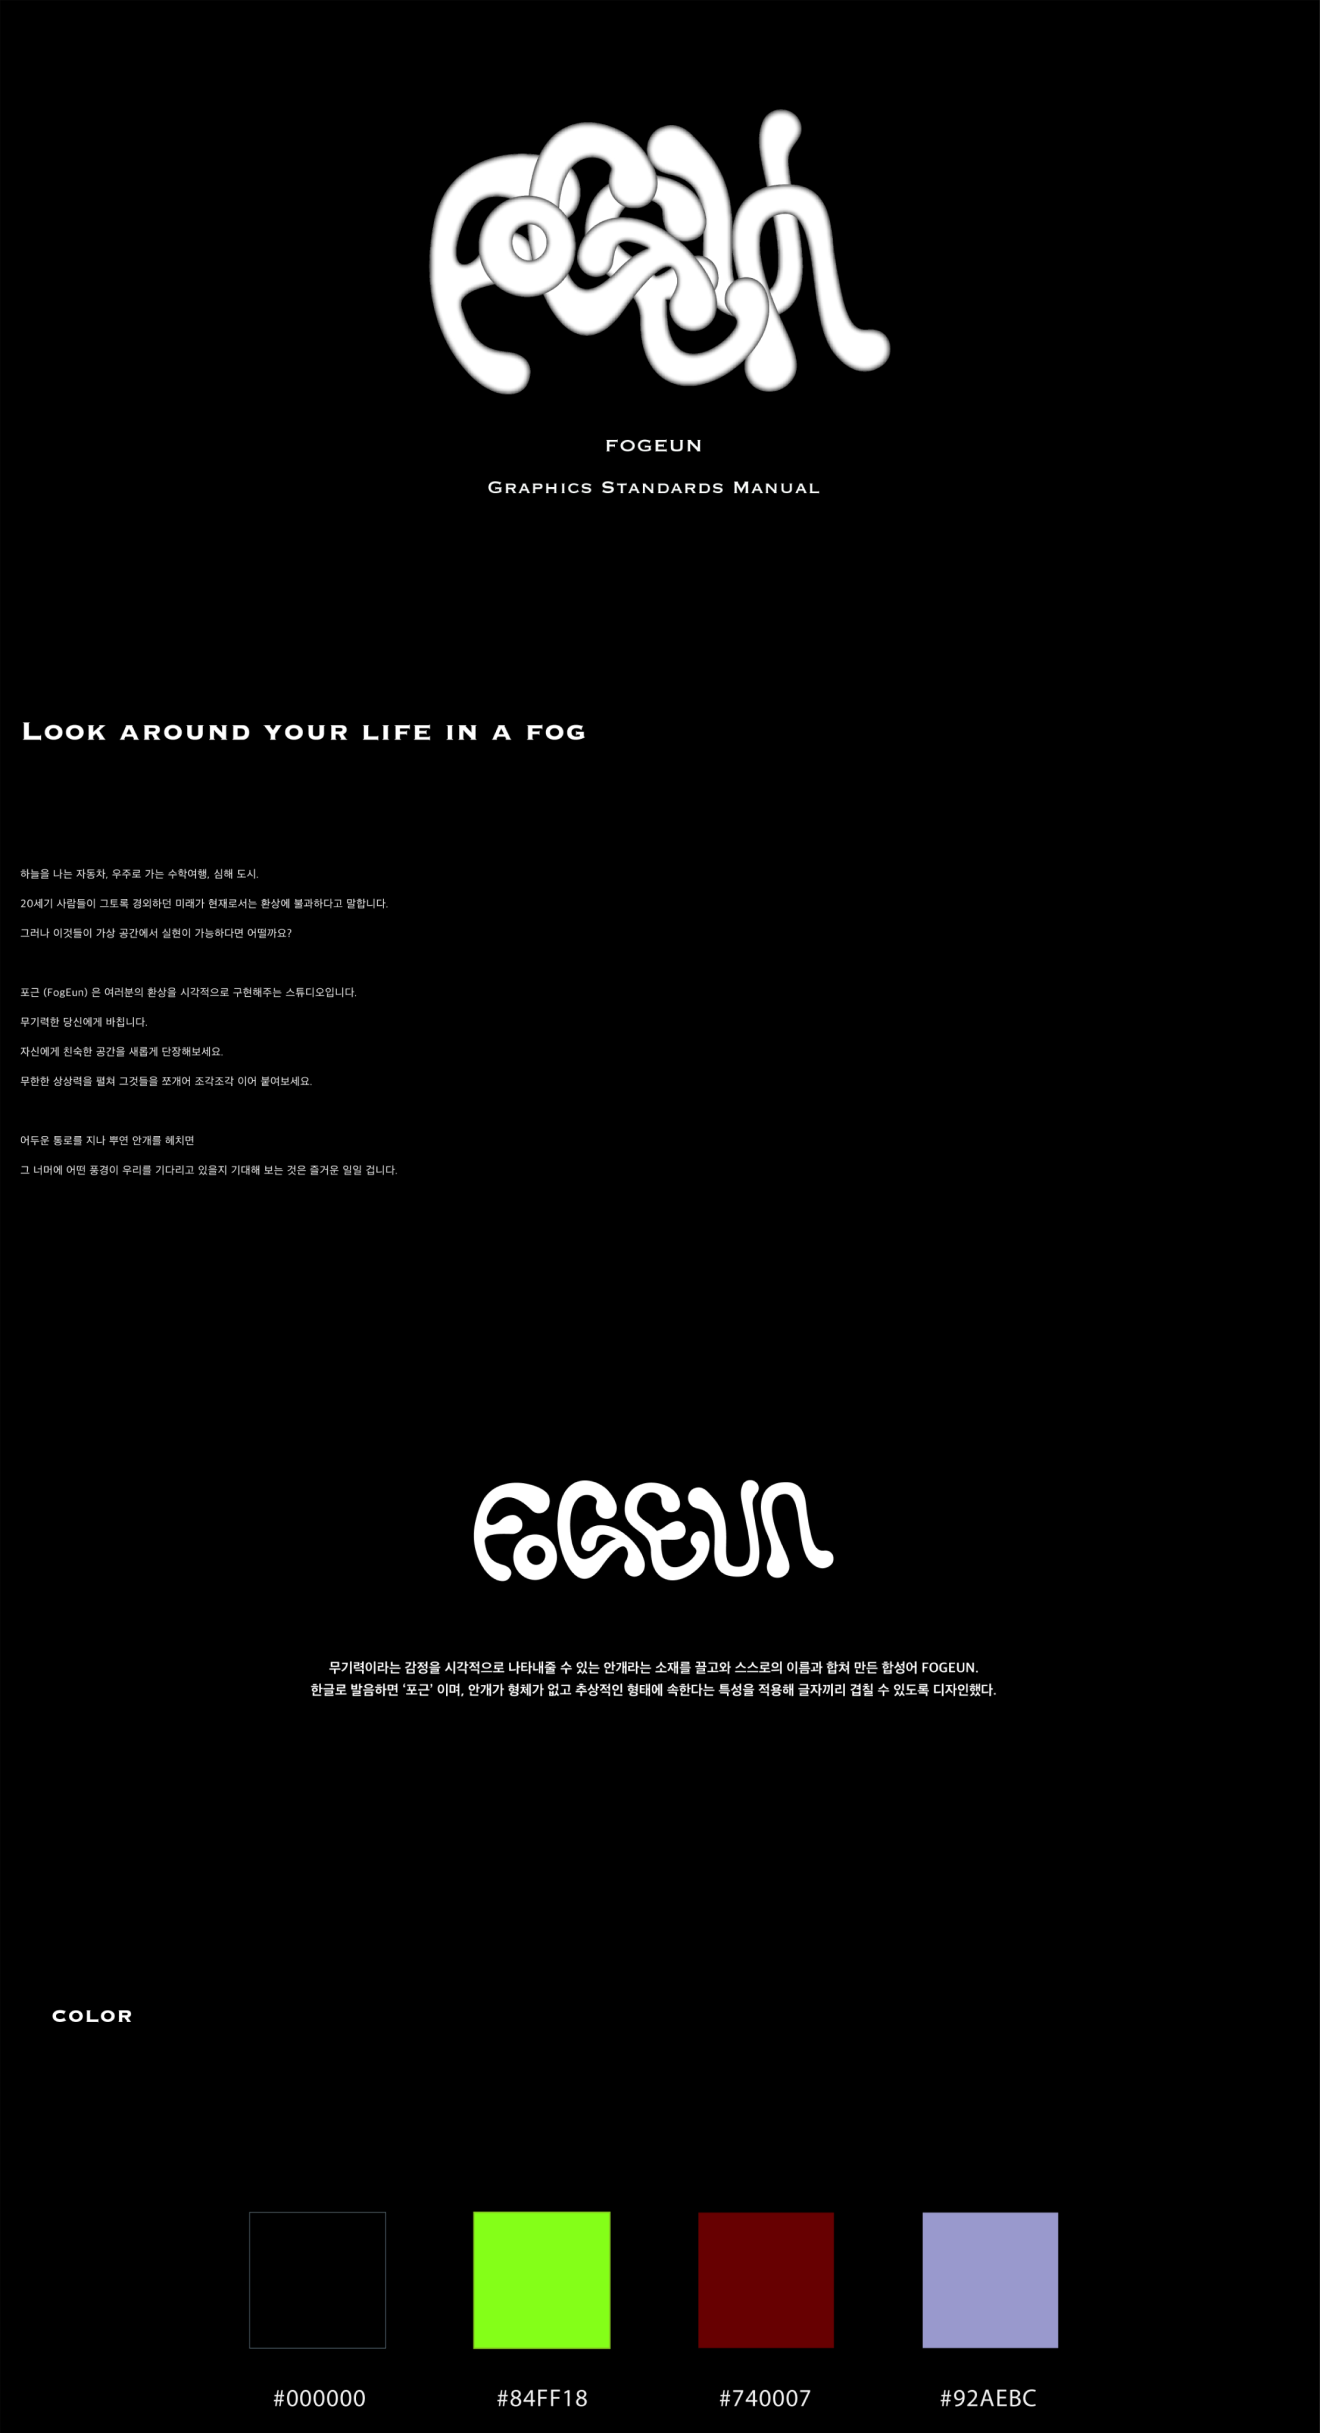 FOGEUN
FOGEUN
GRAPHICS STANDARDS MANUAL
LOOK AROUND YOUR LIFE IN A FOG
하늘을 나는 자동차, 우주로 가는 수학여행, 심해 도시.
20세기 사람들이 그토록 경외하던 미래가 현재로서는 환상에 불과하다고 말합니다.
그러나 이것들이 가상 공간에서 실현이 가능하다면 어떨까요?
포근 (FogEun) 은 여러분의 환상을 시각적으로 구현해주는 스튜디오입니다.
무기력한 당신에게 바칩니다.
자신에게 친숙한 공간을 새롭게 단장해보세요.
무한한 상상력을 펼쳐 그것들을 쪼개어 조각조각 이어 붙여보세요.
어두운 통로를 지나 뿌연 안개를 헤치면
그 너머에 어떤 풍경이 우리를 기다리고 있을지 기대해 보는 것은 즐거운 일일 겁니다.
FOGEUN
무기력이라는 감정을 시각적으로 나타내줄 수 있는 안개라는 소재를 끌고와 스스로의 이름과 합쳐 만든 합성어 FOGEUN.
한글로 발음하면 ‘포근’ 이며, 안개가 형체가 없고 추상적인 형태에 속한다는 특성을 적용해 글자끼리 겹칠 수 있도록 디자인했다.
COLOR
#000000 #84FF18 #740007 #92AEBC